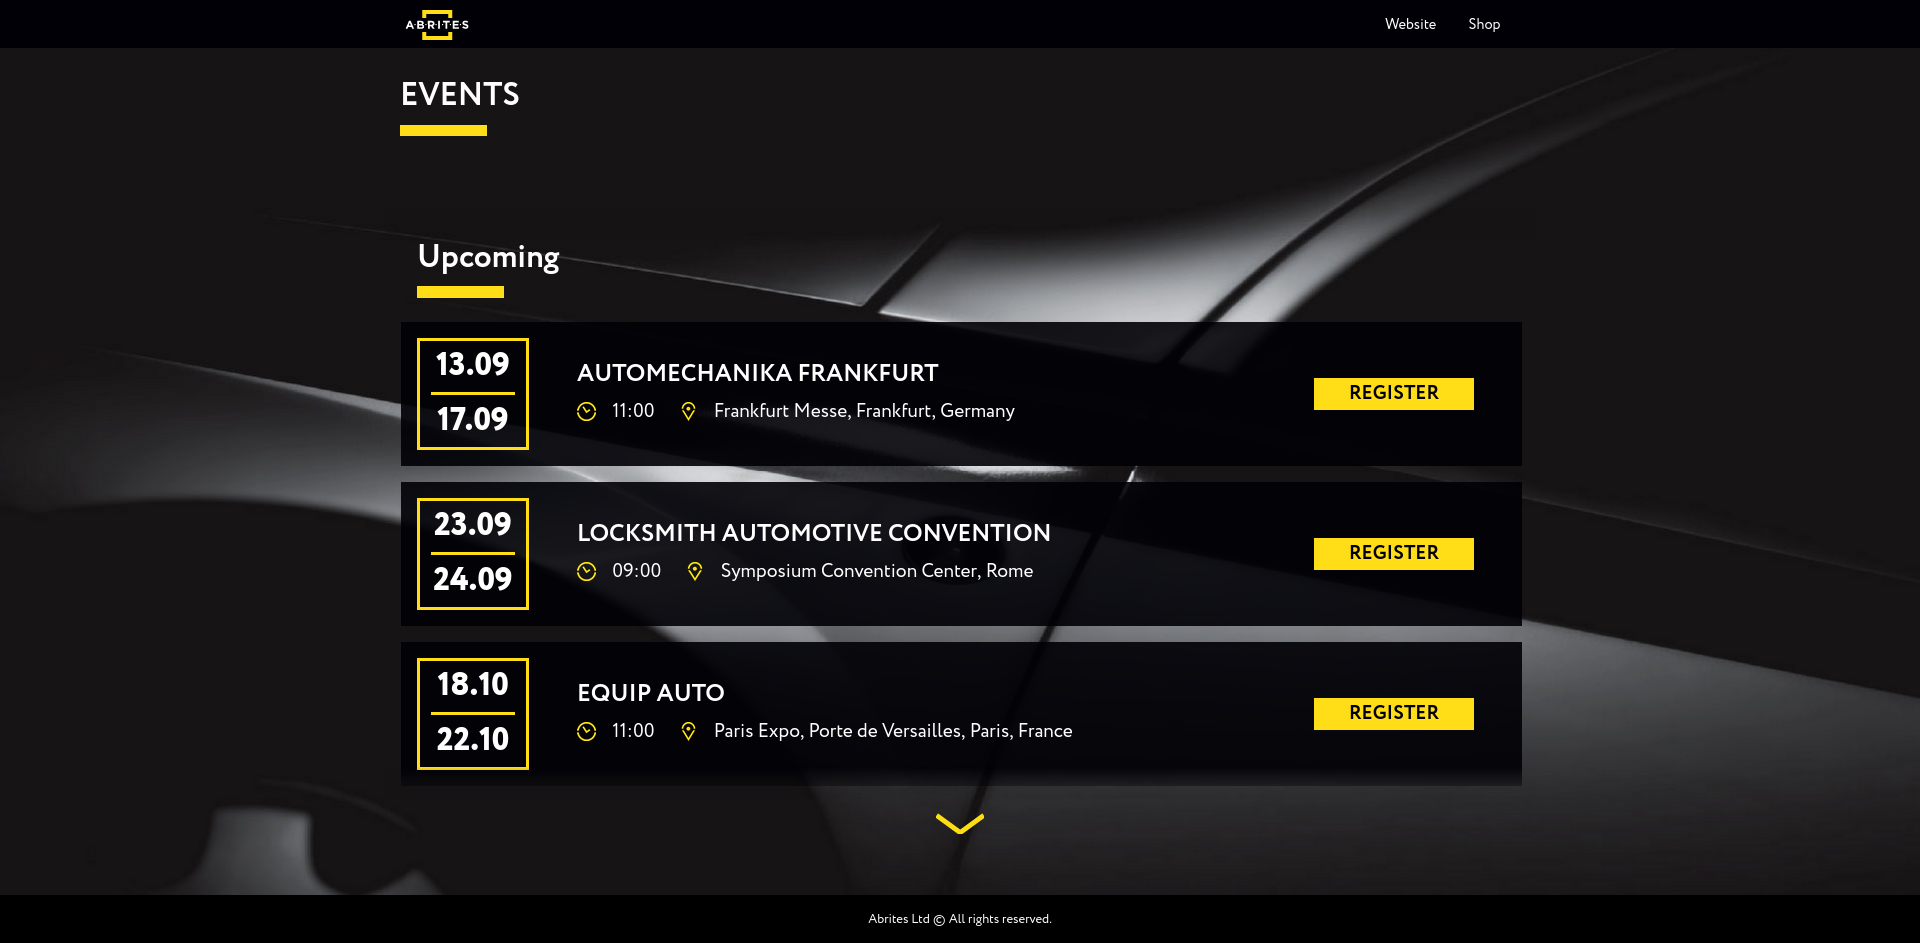 ABRITES
Website
Shop
EVENTS
Upcoming
13.09
17.09
AUTOMECHANIKA FRANKFURT
11:00
Frankfurt Messe, Frankfurt, Germany
REGISTER
23.09
24.09
LOCKSMITH AUTOMOTIVE CONVENTION
09:00
Symposium Convention Center, Rome
REGISTER
18.10
22.10
EQUIP AUTO
11:00
Paris Expo, Porte de Versailles, Paris, France
REGISTER
Abrites Ltd © All rights reserved.